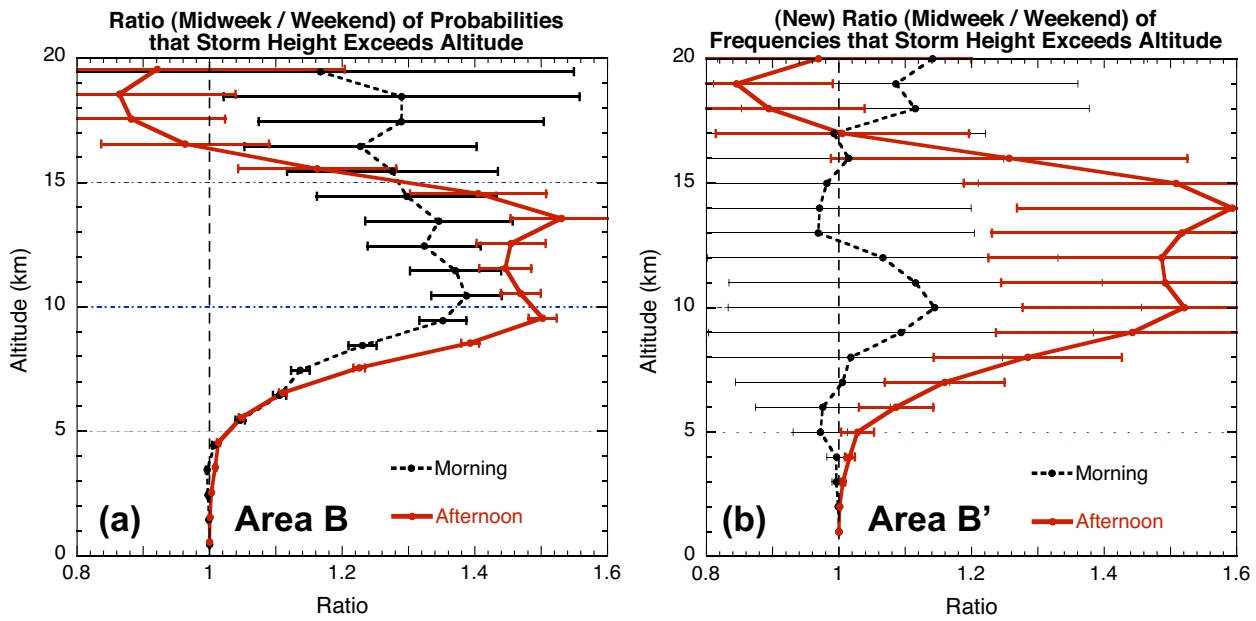 Ratio (Midweek / Weekend) of Probabilities
that Storm Height Exceeds Altitude
20
15
10
5
0
Altitude (km)
Morning
Afternoon
(a)
Area B
0.8
1
1.2
1.4
1.6
Ratio
(New) Ratio (Midweek / Weekend) of
Frequencies that Storm Height Exceeds Altitude
20
15
10
5
0
Altitude (km)
Morning
Afternoon
(b)
Area B’
0.8
1
1.2
1.4
1.6
Ratio